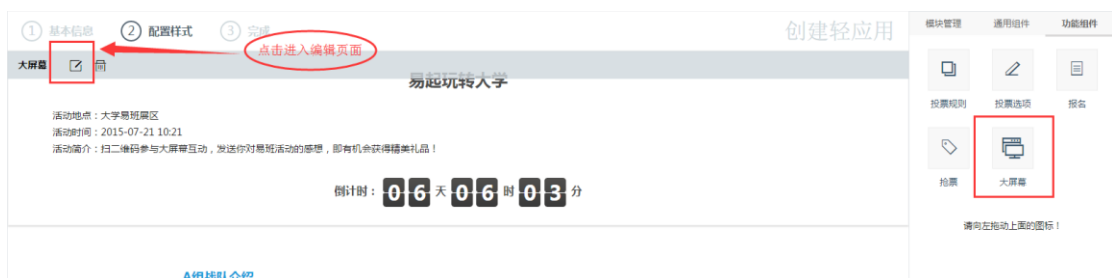 1 基本信息 2 配置样式 3 完成
创建轻应用
点击进入编辑页面
大屏幕
易起玩转大学
活动地点：大学易班展区
活动时间：2015-07-21 10:21
活动简介：扫二维码参与大屏幕互动，发送你对易班活动的感想，即有机会获得精美礼品！
倒计时：06天06时03分
A组战队介绍
模块管理 通用组件 功能组件
投票规则 投票选项 报名
抢票 大屏幕
请向左拖动上面的图标！